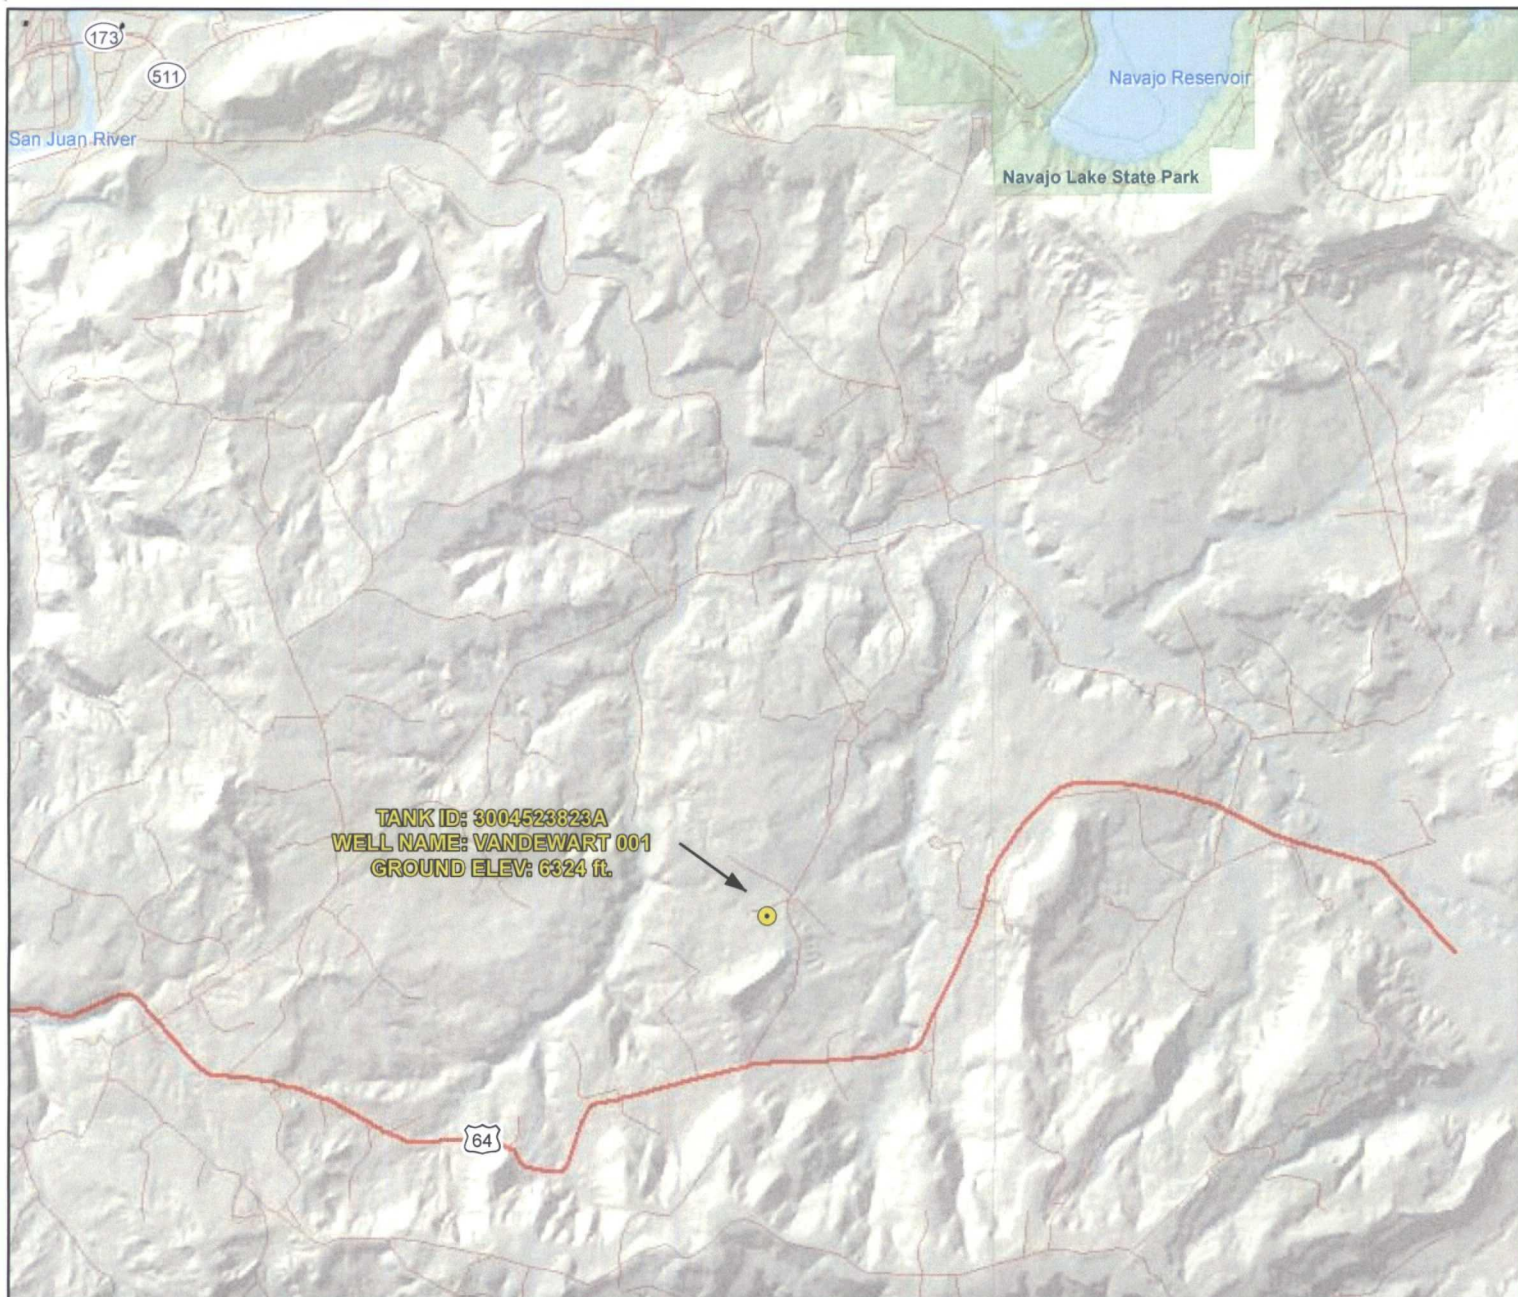 173
511
Navajo Reservoir
San Juan River
Navajo Lake State Park
TANK ID: 3004523823A
WELL NAME: VANDEWART 001
GROUND ELEV: 6324 ft.
64